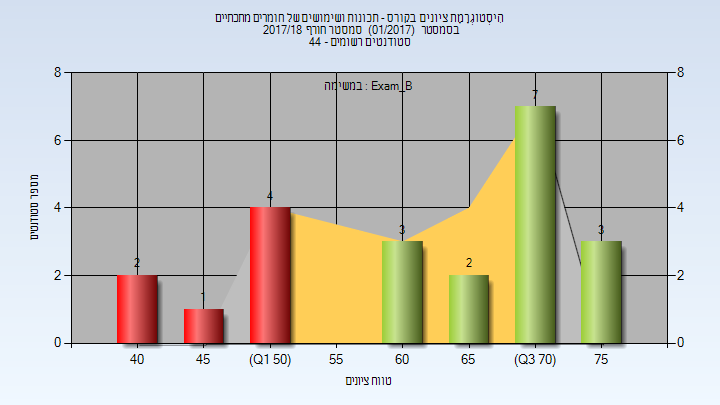 הִיסְטוֹגְרָמַת ציונים בקורס - תכונות ושימושים של חומרים מתכתיים
בסמסטר (01/2017) סמסטר חורף 2017/18
סטודנטים רשומים - 44
במשימה : Exam_B
מספר סטודנטים
8
6
4
2
0
8
6
4
2
0
2
1
4
3
2
7
3
40
45
(Q1 50)
55
60
65
(Q3 70)
75
טווח ציונים